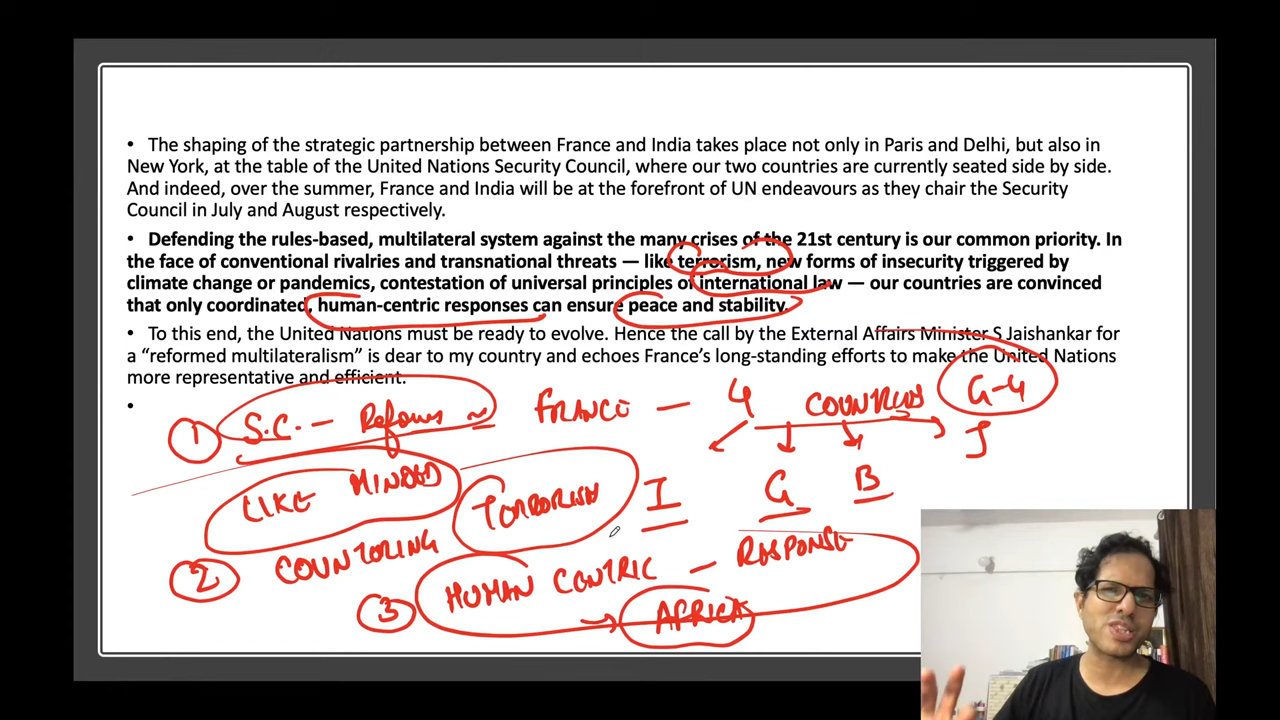 • The shaping of the strategic partnership between France and India takes place not only in Paris and Delhi, but also in
New York, at the table of the United Nations Security Council, where our two countries are currently seated side by side.
And indeed, over the summer, France and India will be at the forefront of UN endeavours as they chair the Security
Council in July and August respectively.
• Defending the rules-based, multilateral system against the many crises of the 21st century is our common priority. In
the face of conventional rivalries and transnational threats — like terrorism, new forms of insecurity triggered by
climate change or pandemics, contestation of universal principles of international law — our countries are convinced
that only coordinated, human-centric responses can ensure peace and stability.
• To this end, the United Nations must be ready to evolve. Hence the call by the External Affairs Minister S Jaishankar for
a “reformed multilateralism” is dear to my country and echoes France’s long-standing efforts to make the United Nations
more representative and efficient.
•
① S.C. – Reforms ~ FRANCE – 4 COUNTRIES G-4
LIKE MINDED TERRORISM I G B J
② COUNTERING
③ HUMAN CENTRIC – RESPONSE
→ AFRICA